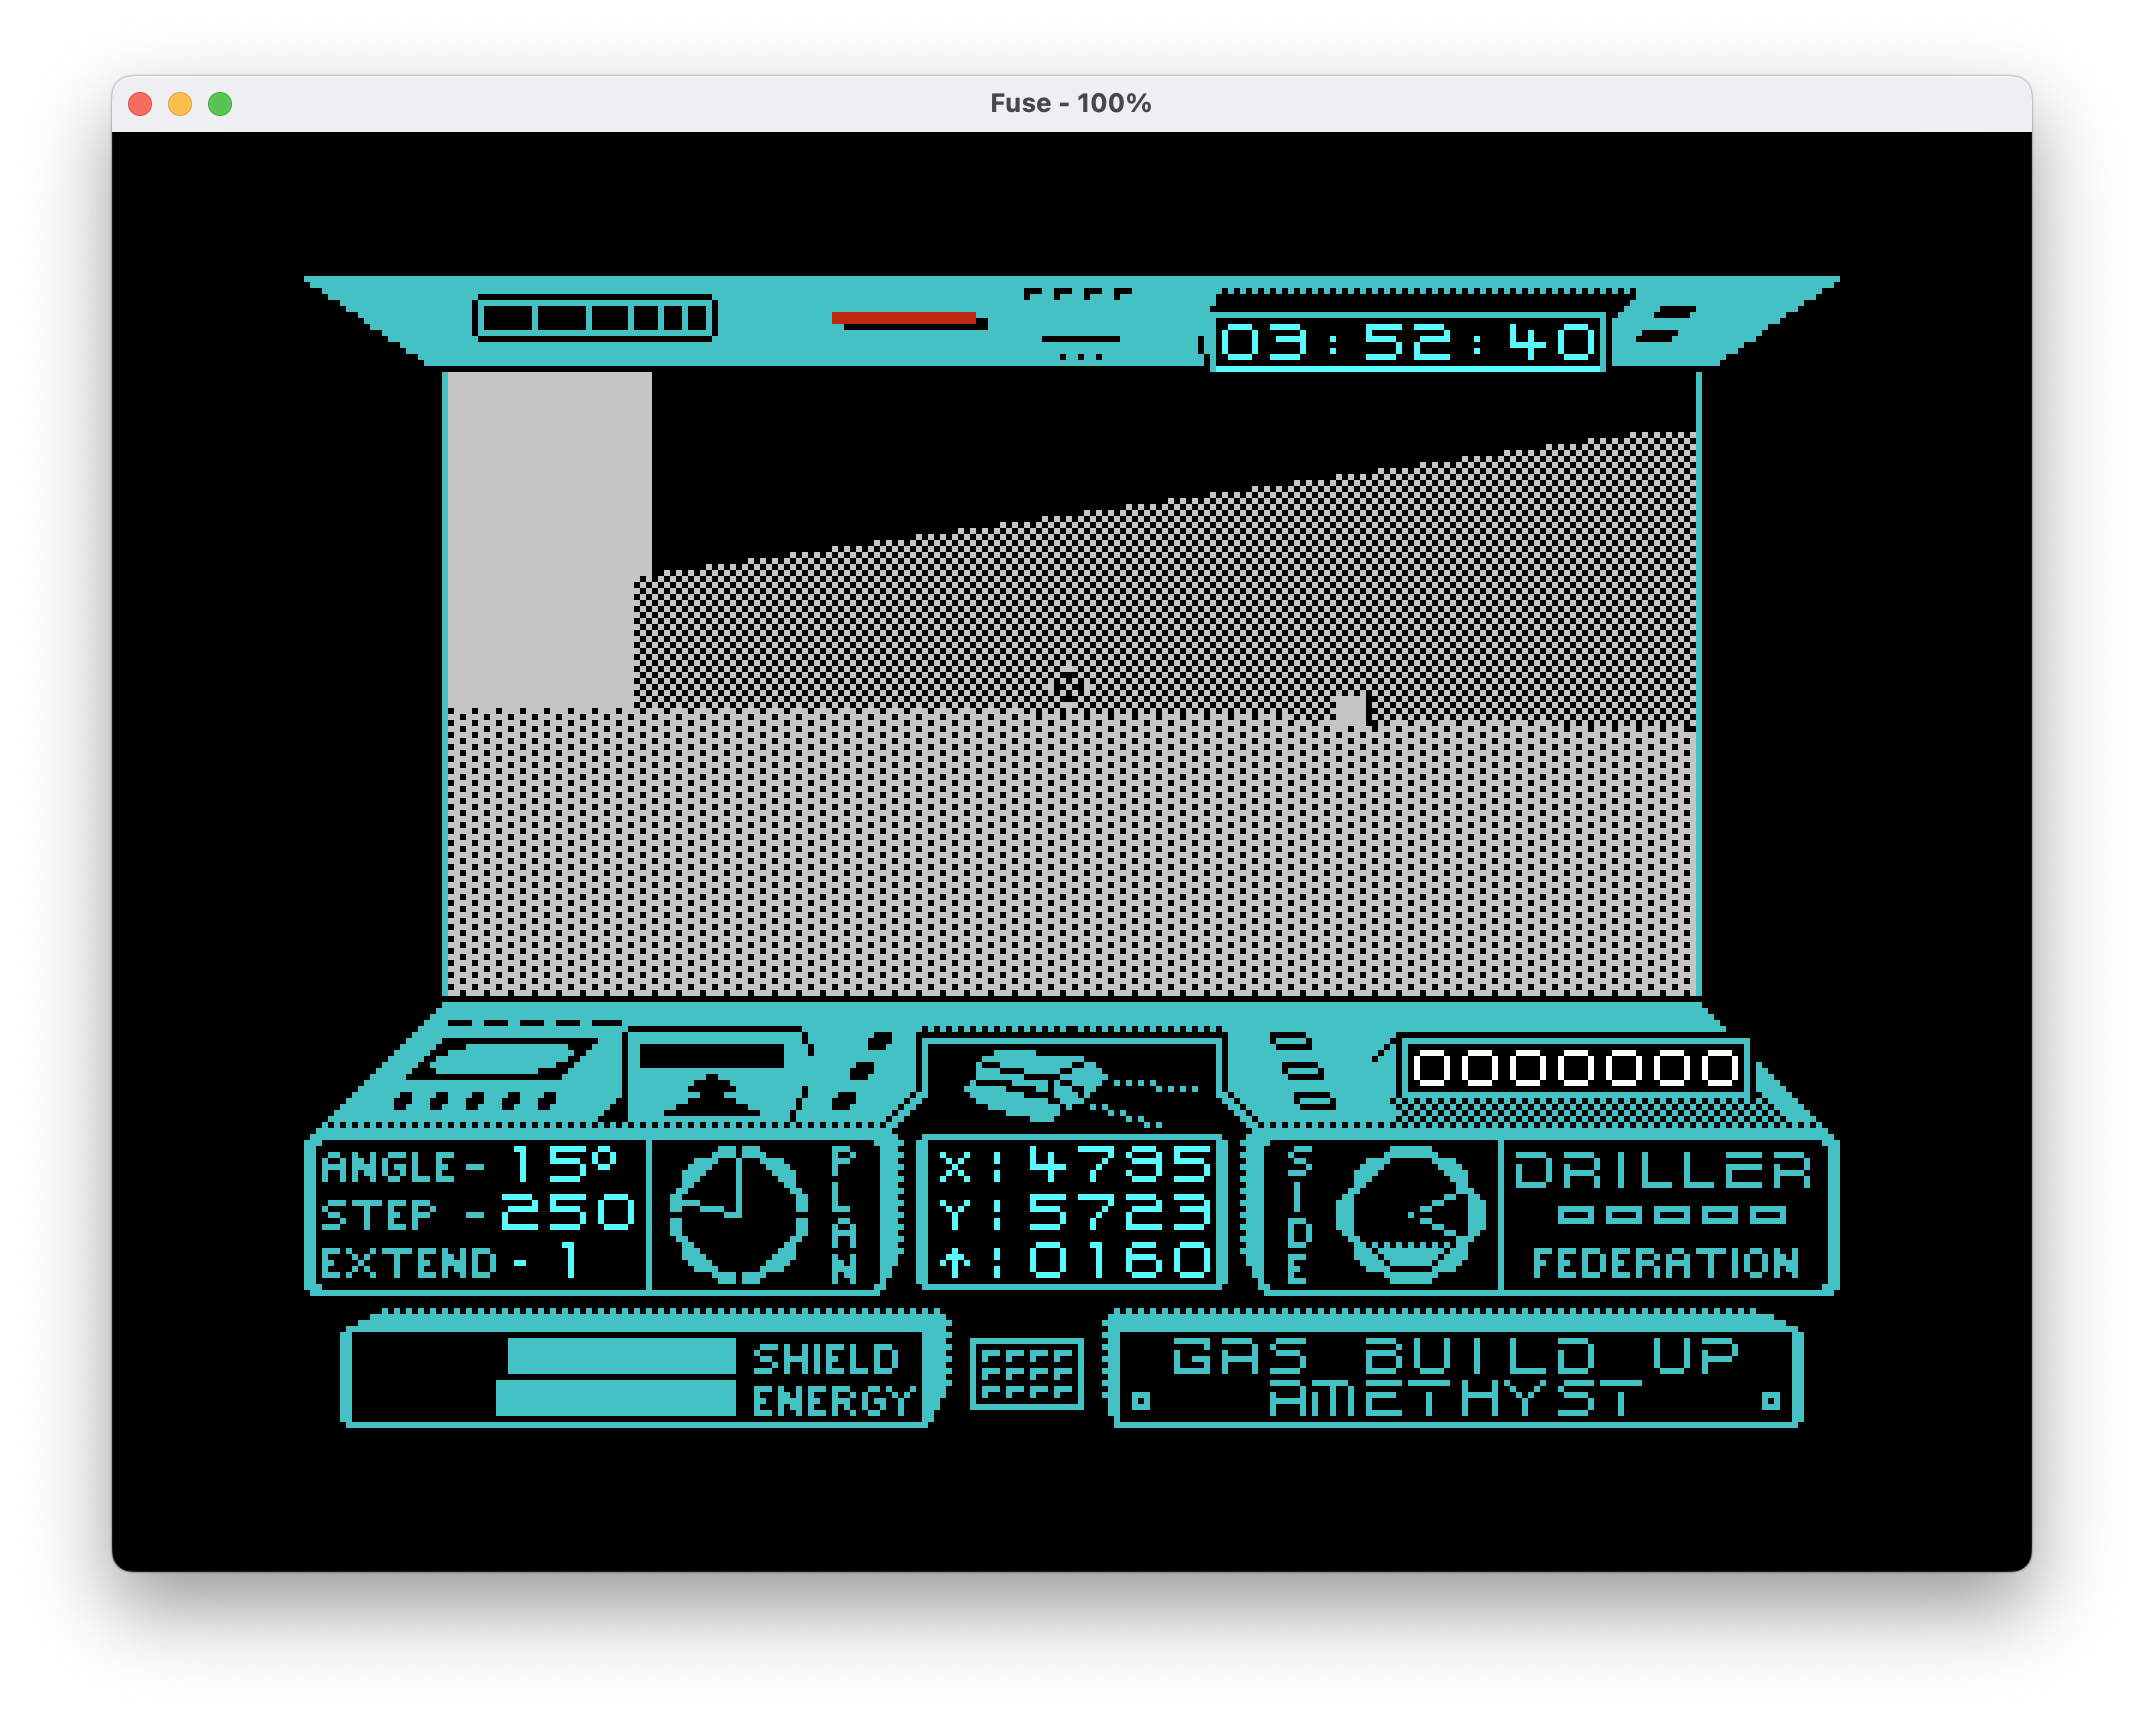 Fuse - 100%
03:52:40
0000000
ANGLE- 15º
STEP -250
EXTEND- 1
PLAN
X:4795
Y:5723
↑:0160
SIDE
DRILLER
FEDERATION
SHIELD
ENERGY
GAS BUILD UP
AMETHYST